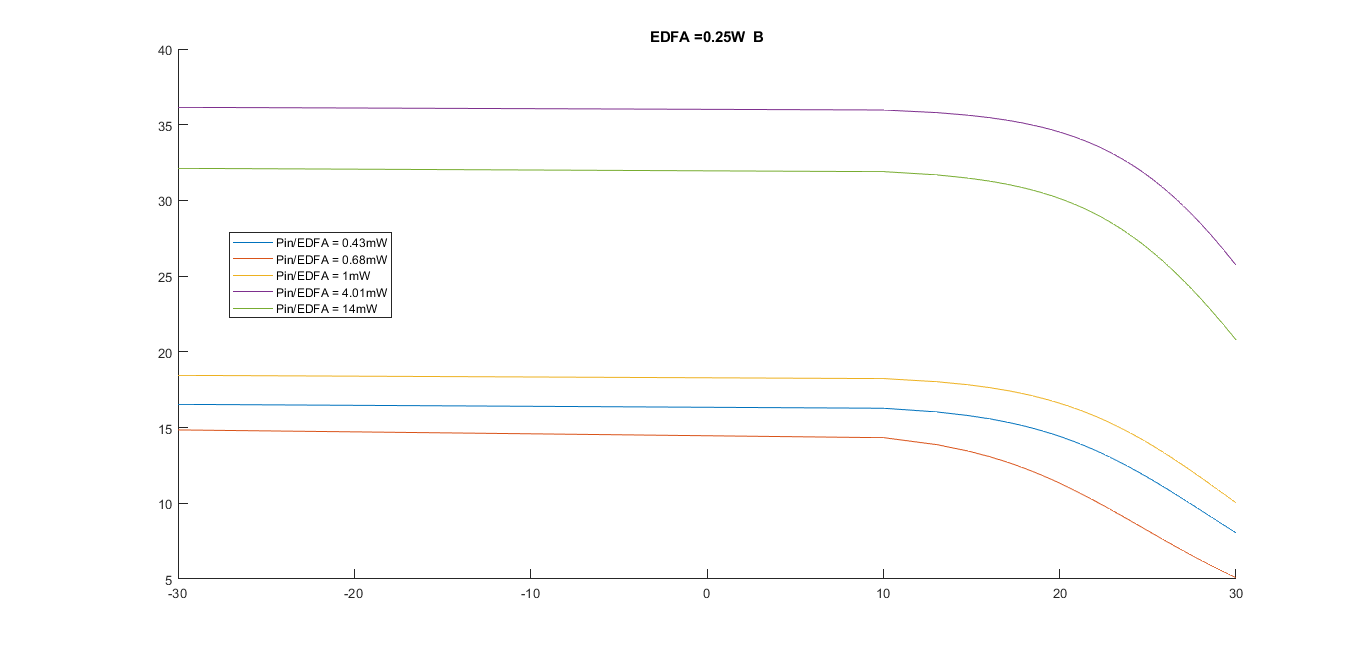 EDFA =0.25W  B
40
35
30
25
20
15
10
5
Pin/EDFA = 0.43mW
Pin/EDFA = 0.68mW
Pin/EDFA = 1mW
Pin/EDFA = 4.01mW
Pin/EDFA = 14mW
-30 -20 -10 0 10 20 30